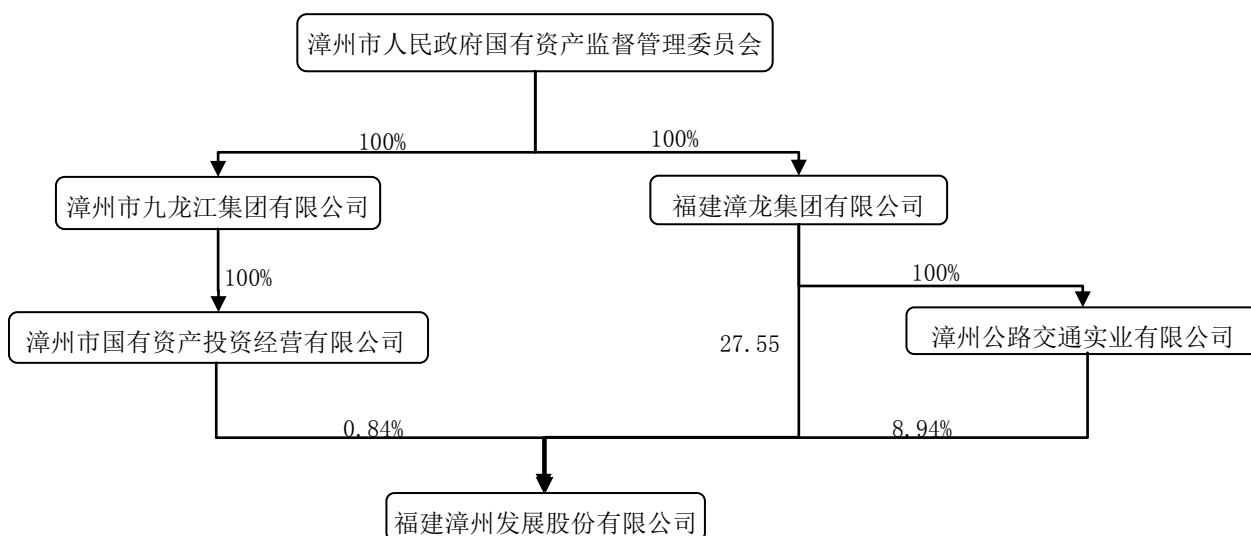 漳州市人民政府国有资产监督管理委员会
100%
100%
漳州市九龙江集团有限公司
福建漳龙集团有限公司
100%
100%
漳州市国有资产投资经营有限公司
27.55
漳州公路交通实业有限公司
0.84%
8.94%
福建漳州发展股份有限公司